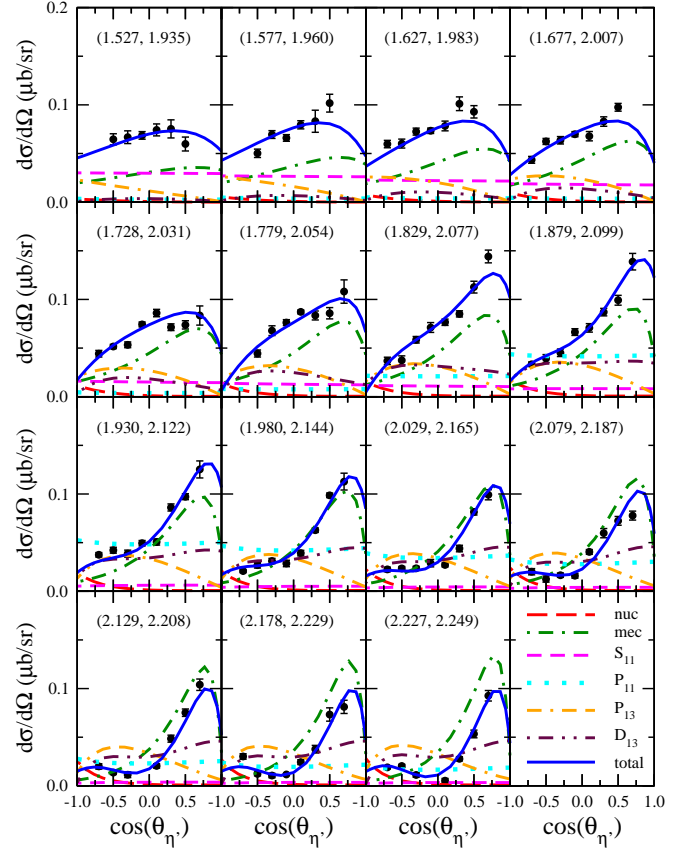 0.2
(1.527, 1.935) (1.577, 1.960) (1.627, 1.983) (1.677, 2.007)
dσ/dΩ (μb/sr)
0.1
0.0
(1.728, 2.031) (1.779, 2.054) (1.829, 2.077) (1.879, 2.099)
dσ/dΩ (μb/sr)
0.1
0.0
(1.930, 2.122) (1.980, 2.144) (2.029, 2.165) (2.079, 2.187)
dσ/dΩ (μb/sr)
0.1
0.0
(2.129, 2.208) (2.178, 2.229) (2.227, 2.249)
dσ/dΩ (μb/sr)
0.1
0.0
nuc
mec
S₁₁
P₁₁
P₁₃
D₁₃
total
-1.0 -0.5 0.0 0.5 -1.0 -0.5 0.0 0.5 -1.0 -0.5 0.0 0.5 -1.0 -0.5 0.0 0.5 1.0
cos(θη') cos(θη') cos(θη') cos(θη')